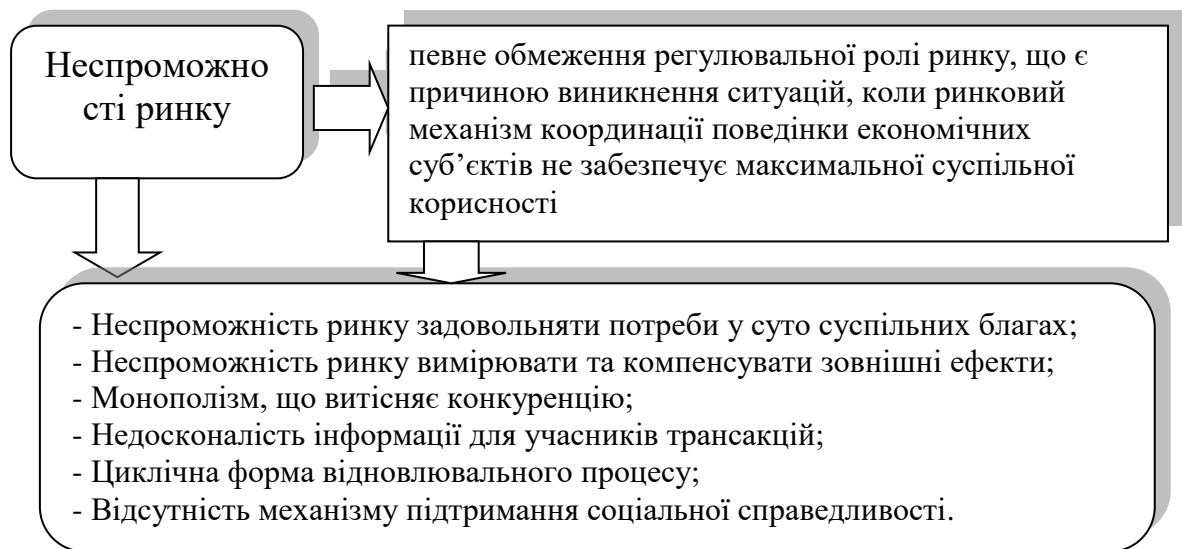 Неспроможно
сті ринку
певне обмеження регулювальної ролі ринку, що є
причиною виникнення ситуацій, коли ринковий
механізм координації поведінки економічних
суб’єктів не забезпечує максимальної суспільної
корисності
- Неспроможність ринку задовольняти потреби у суто суспільних благах;
- Неспроможність ринку вимірювати та компенсувати зовнішні ефекти;
- Монополізм, що витісняє конкуренцію;
- Недосконалість інформації для учасників трансакцій;
- Циклічна форма відновлювального процесу;
- Відсутність механізму підтримання соціальної справедливості.